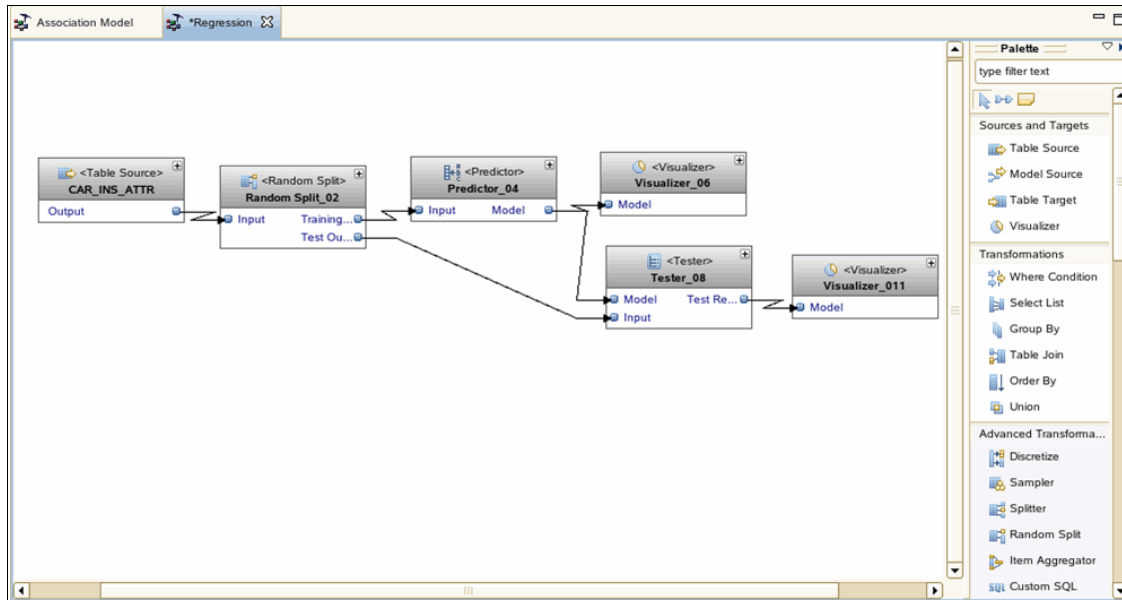 Association Model
*Regression
Palette
type filter text
Sources and Targets
Table Source
Model Source
Table Target
Visualizer
Transformations
Where Condition
Select List
Group By
Table Join
Order By
Union
Advanced Transforma...
Discretize
Sampler
Splitter
Random Split
Item Aggregator
SQL Custom SQL
<Table Source>
CAR_INS_ATTR
Output
<Random Split>
Random Split_02
Input Training...
Test Ou...
<Predictor>
Predictor_04
Input Model
<Visualizer>
Visualizer_06
Model
<Tester>
Tester_08
Model Test Re...
Input
<Visualizer>
Visualizer_011
Model